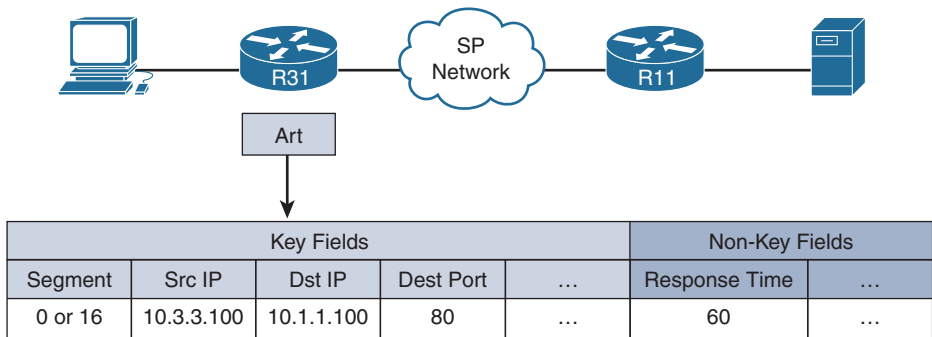 SP
Network
R31
R11
Art
Key Fields Non-Key Fields
Segment Src IP Dst IP Dest Port ... Response Time ...
0 or 16 10.3.3.100 10.1.1.100 80 ... 60 ...